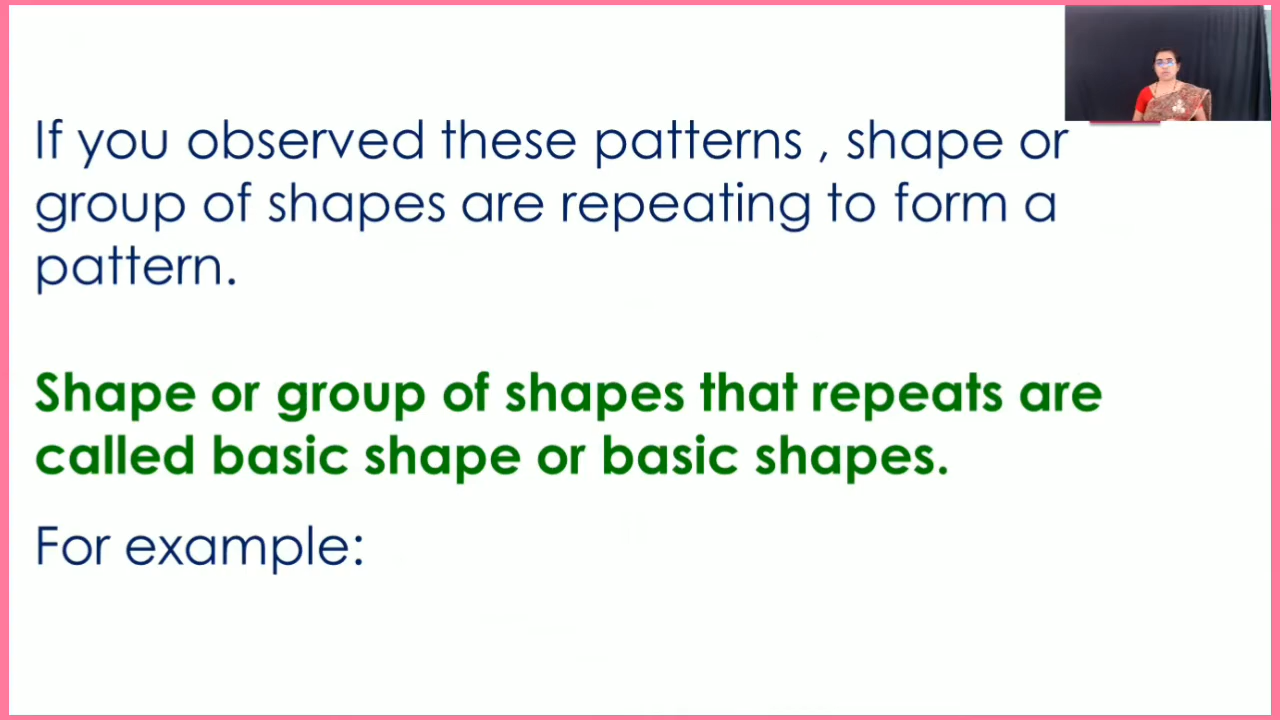 If you observed these patterns , shape or
group of shapes are repeating to form a
pattern.
Shape or group of shapes that repeats are
called basic shape or basic shapes.
For example: